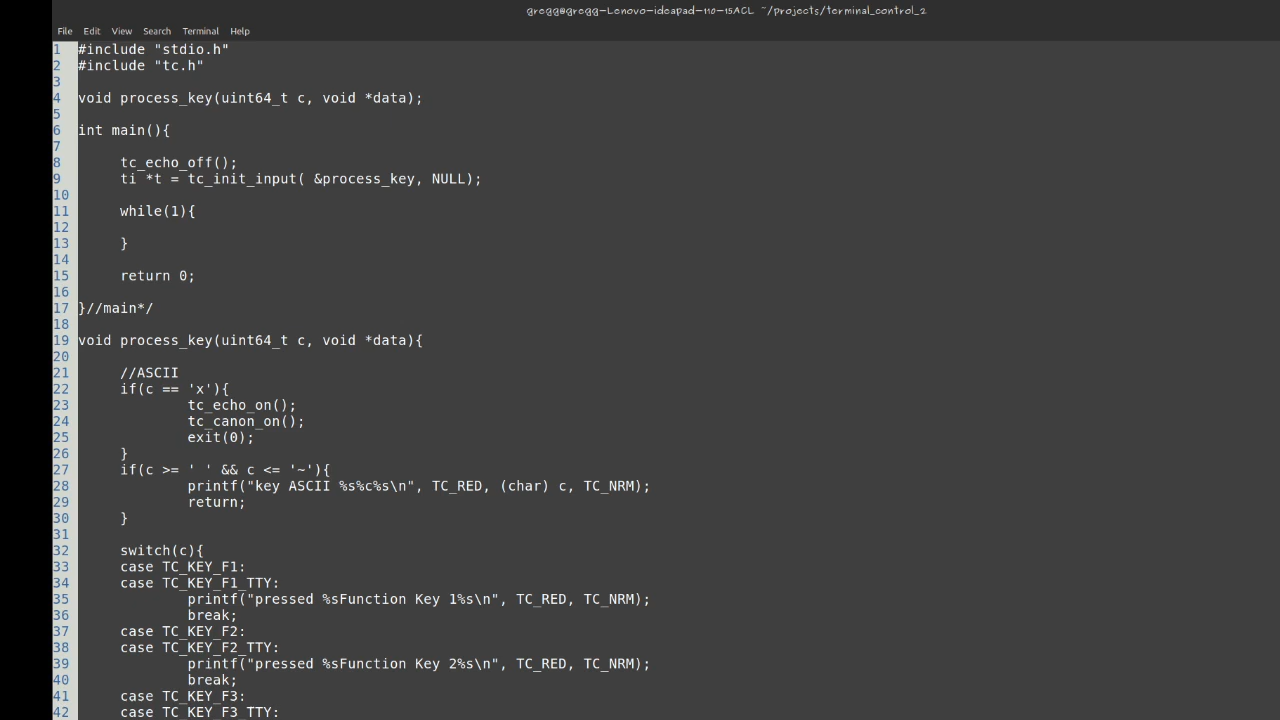 gregg@gregg-Lenovo-ideapad-110-15ACL ~/projects/terminal_control_2
File Edit View Search Terminal Help
1 #include "stdio.h"
2 #include "tc.h"
3
4 void process_key(uint64_t c, void *data);
5
6 int main(){
7
8 tc_echo_off();
9 ti *t = tc_init_input( &process_key, NULL);
10
11 while(1){
12
13 }
14
15 return 0;
16
17 }//main*/
18
19 void process_key(uint64_t c, void *data){
20
21 //ASCII
22 if(c == 'x'){
23 tc_echo_on();
24 tc_canon_on();
25 exit(0);
26 }
27 if(c >= ' ' && c <= '~'){
28 printf("key ASCII %s%c%s\n", TC_RED, (char) c, TC_NRM);
29 return;
30 }
31
32 switch(c){
33 case TC_KEY_F1:
34 case TC_KEY_F1_TTY:
35 printf("pressed %sFunction Key 1%s\n", TC_RED, TC_NRM);
36 break;
37 case TC_KEY_F2:
38 case TC_KEY_F2_TTY:
39 printf("pressed %sFunction Key 2%s\n", TC_RED, TC_NRM);
40 break;
41 case TC_KEY_F3:
42 case TC_KEY_F3_TTY: